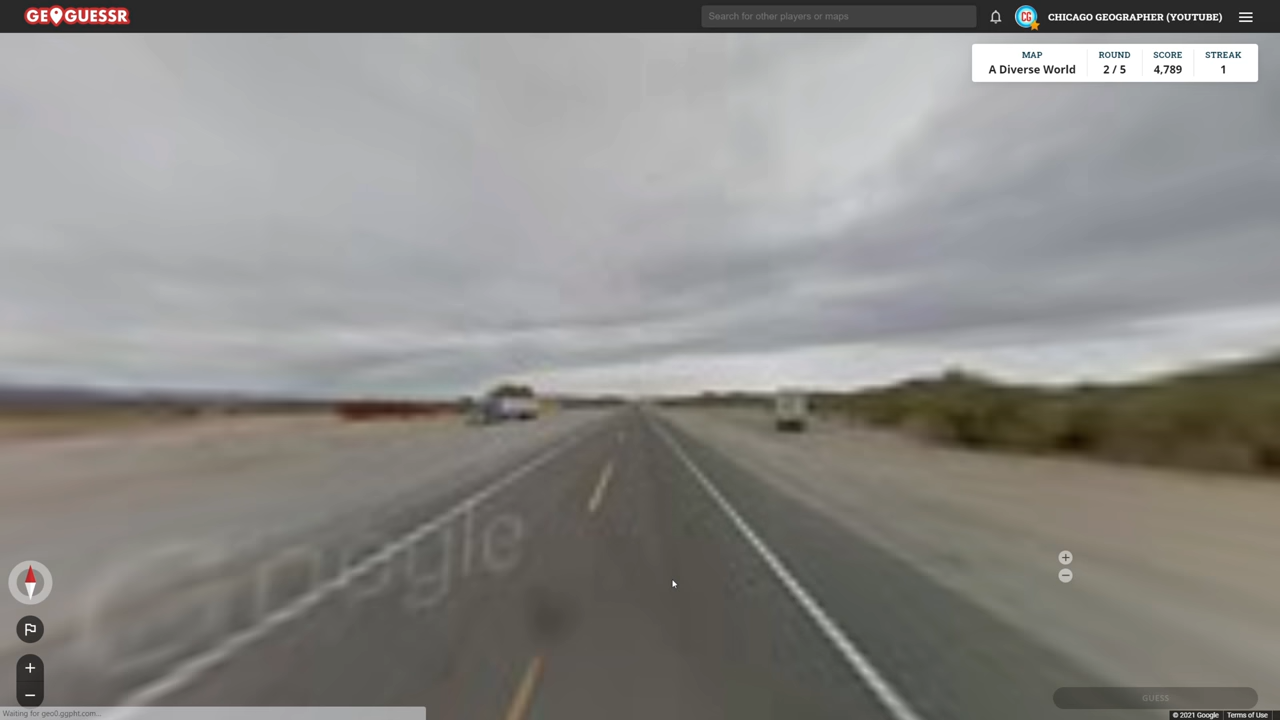 GEOGUESSR
Search for other players or maps
CG
CHICAGO GEOGRAPHER (YOUTUBE)
MAP
A Diverse World
ROUND
2 / 5
SCORE
4,789
STREAK
1
Google
GUESS
Waiting for geo0.ggpht.com...
© 2021 Google
Terms of Use